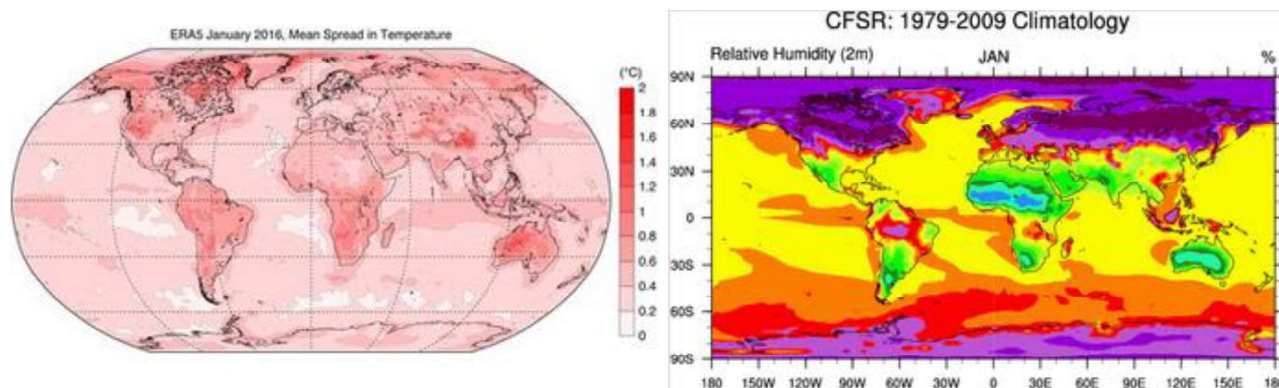 ERA5 January 2016, Mean Spread in Temperature
(°C)
2
1.8
1.6
1.4
1.2
1
0.8
0.6
0.4
0.2
0
CFSR: 1979-2009 Climatology
Relative Humidity (2m) JAN %
90N
60N
30N
0
30S
60S
90S
180 150W 120W 90W 60W 30W 0 30E 60E 90E 120E 150E 180